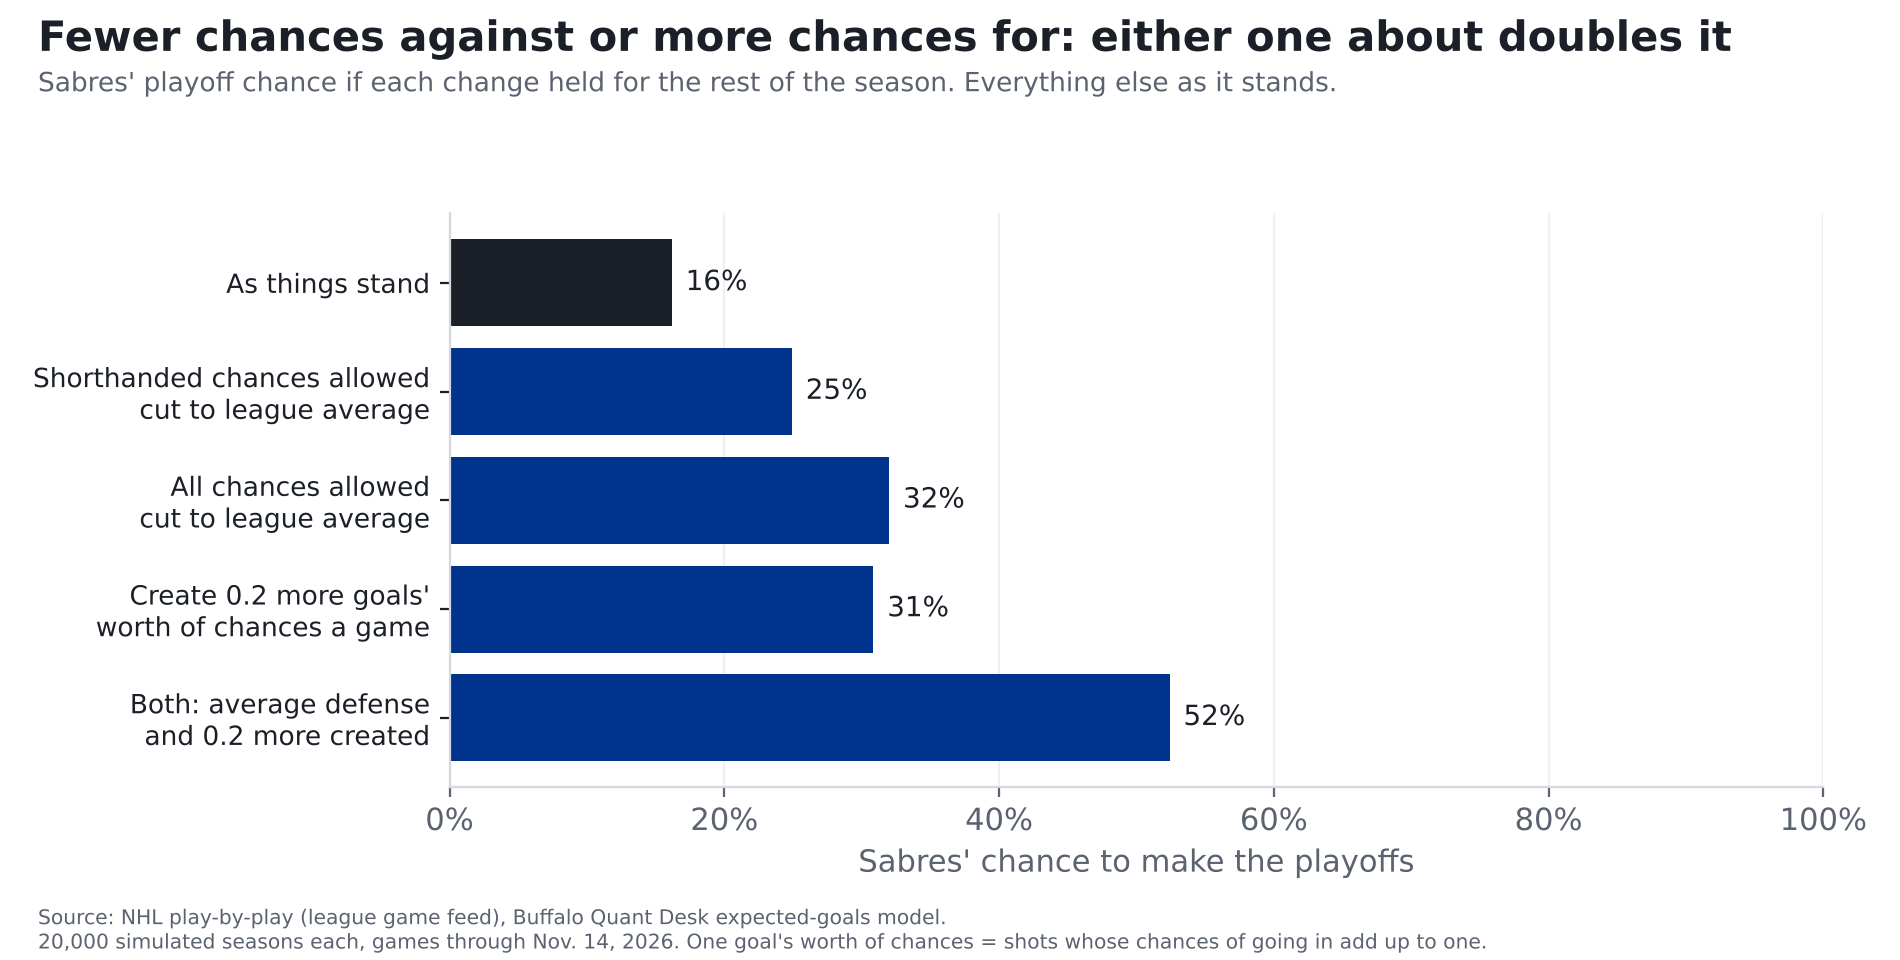 Fewer chances against or more chances for: either one about doubles it
Sabres' playoff chance if each change held for the rest of the season. Everything else as it stands.
As things stand
16%
Shorthanded chances allowed
cut to league average
25%
All chances allowed
cut to league average
32%
Create 0.2 more goals'
worth of chances a game
31%
Both: average defense
and 0.2 more created
52%
0%
20%
40%
60%
80%
100%
Sabres' chance to make the playoffs
Source: NHL play-by-play (league game feed), Buffalo Quant Desk expected-goals model.
20,000 simulated seasons each, games through Nov. 14, 2026. One goal's worth of chances = shots whose chances of going in add up to one.